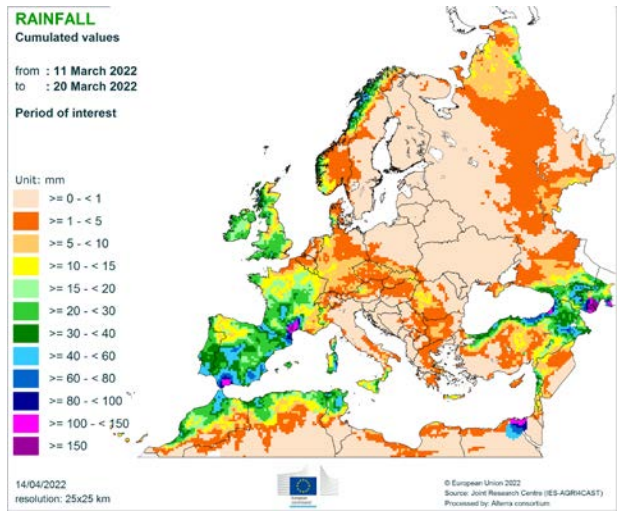 RAINFALL
Cumulated values
from : 11 March 2022
to : 20 March 2022
Period of interest
Unit: mm
>= 0 - < 1
>= 1 - < 5
>= 5 - < 10
>= 10 - < 15
>= 15 - < 20
>= 20 - < 30
>= 30 - < 40
>= 40 - < 60
>= 60 - < 80
>= 80 - < 100
>= 100 - < 150
>= 150
14/04/2022
resolution: 25x25 km
European
Commission
© European Union 2022
Source: Joint Research Centre (IES-AGRI4CAST)
Processed by: Alterra consortium